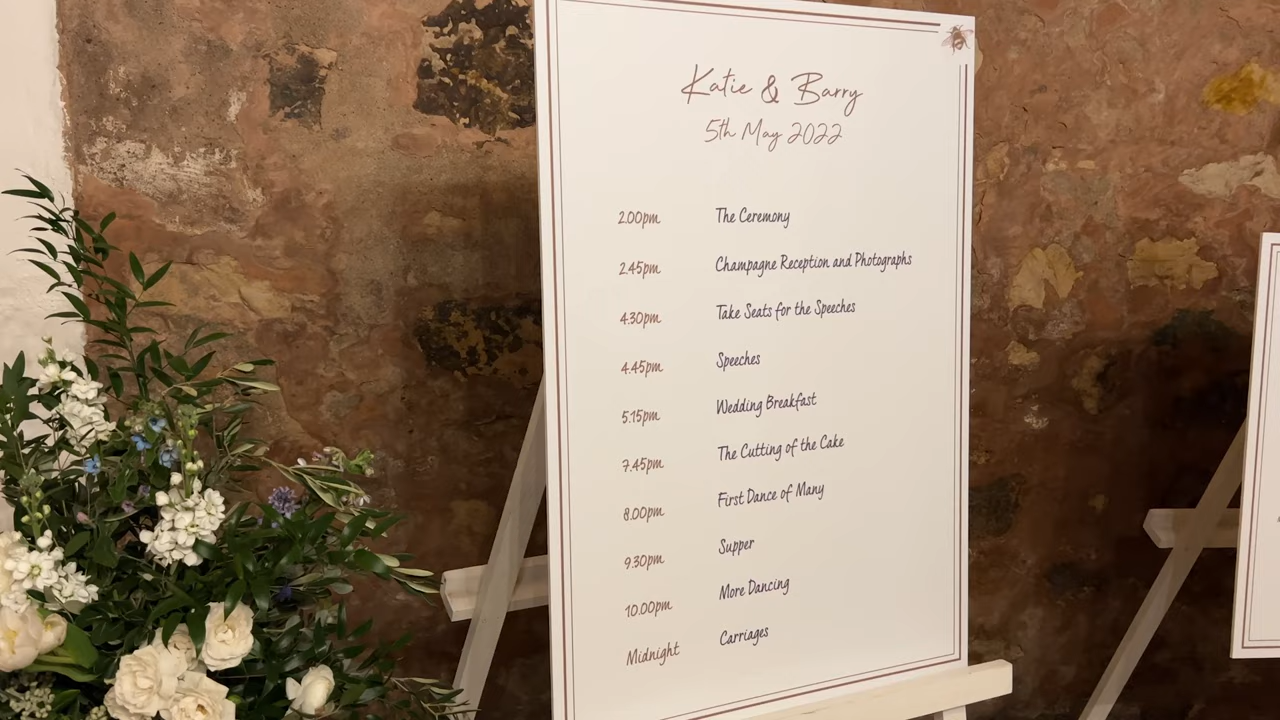 Katie & Barry
5th May 2022
2.00pm The Ceremony
2.45pm Champagne Reception and Photographs
4.30pm Take Seats for the Speeches
4.45pm Speeches
5.15pm Wedding Breakfast
7.45pm The Cutting of the Cake
8.00pm First Dance of Many
9.30pm Supper
10.00pm More Dancing
Midnight Carriages